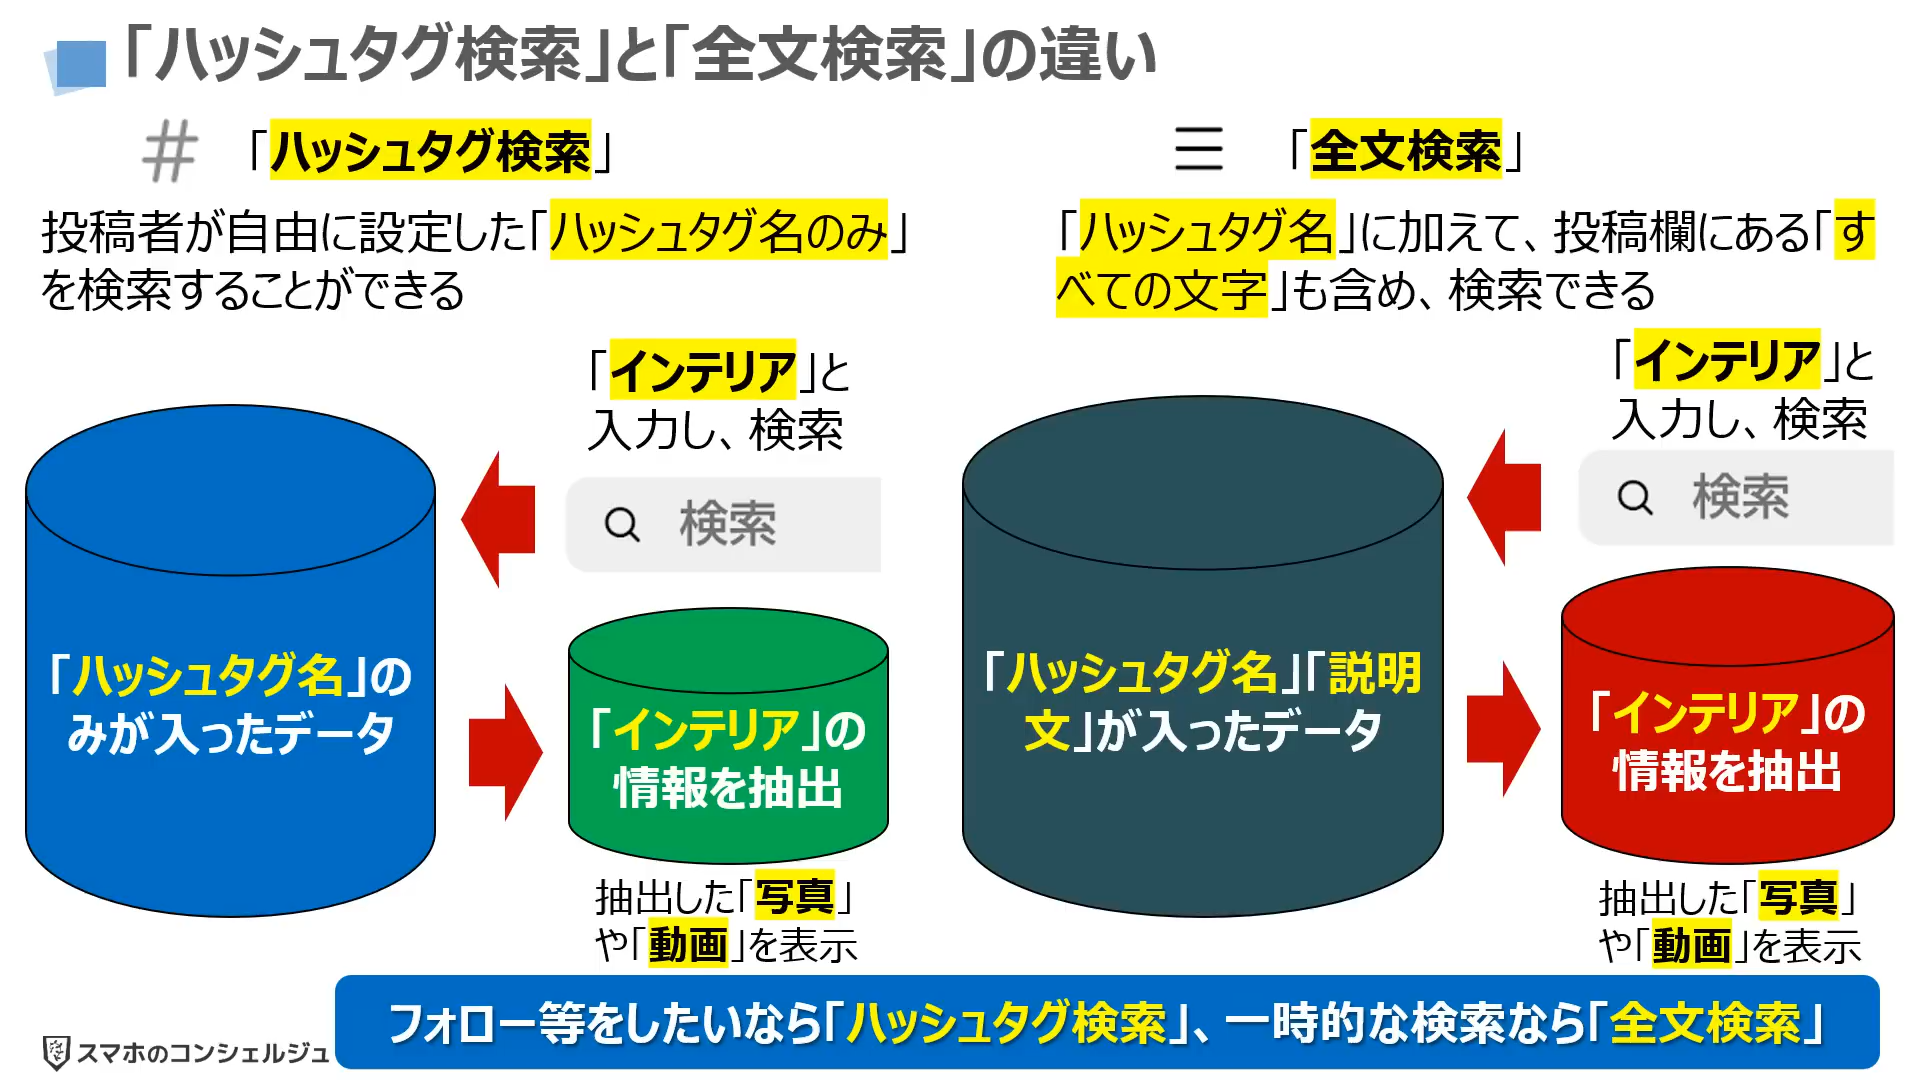 「ハッシュタグ検索」と「全文検索」の違い
# 「ハッシュタグ検索」
投稿者が自由に設定した「ハッシュタグ名のみ」
を検索することができる
「インテリア」と
入力し、検索
検索
「ハッシュタグ名」の
みが入ったデータ
「インテリア」の
情報を抽出
抽出した「写真」
や「動画」を表示
「全文検索」
「ハッシュタグ名」に加えて、投稿欄にある「す
べての文字」も含め、検索できる
「インテリア」と
入力し、検索
検索
「ハッシュタグ名」「説明
文」が入ったデータ
「インテリア」の
情報を抽出
抽出した「写真」
や「動画」を表示
フォロー等をしたいなら「ハッシュタグ検索」、一時的な検索なら「全文検索」
スマホのコンシェルジュ